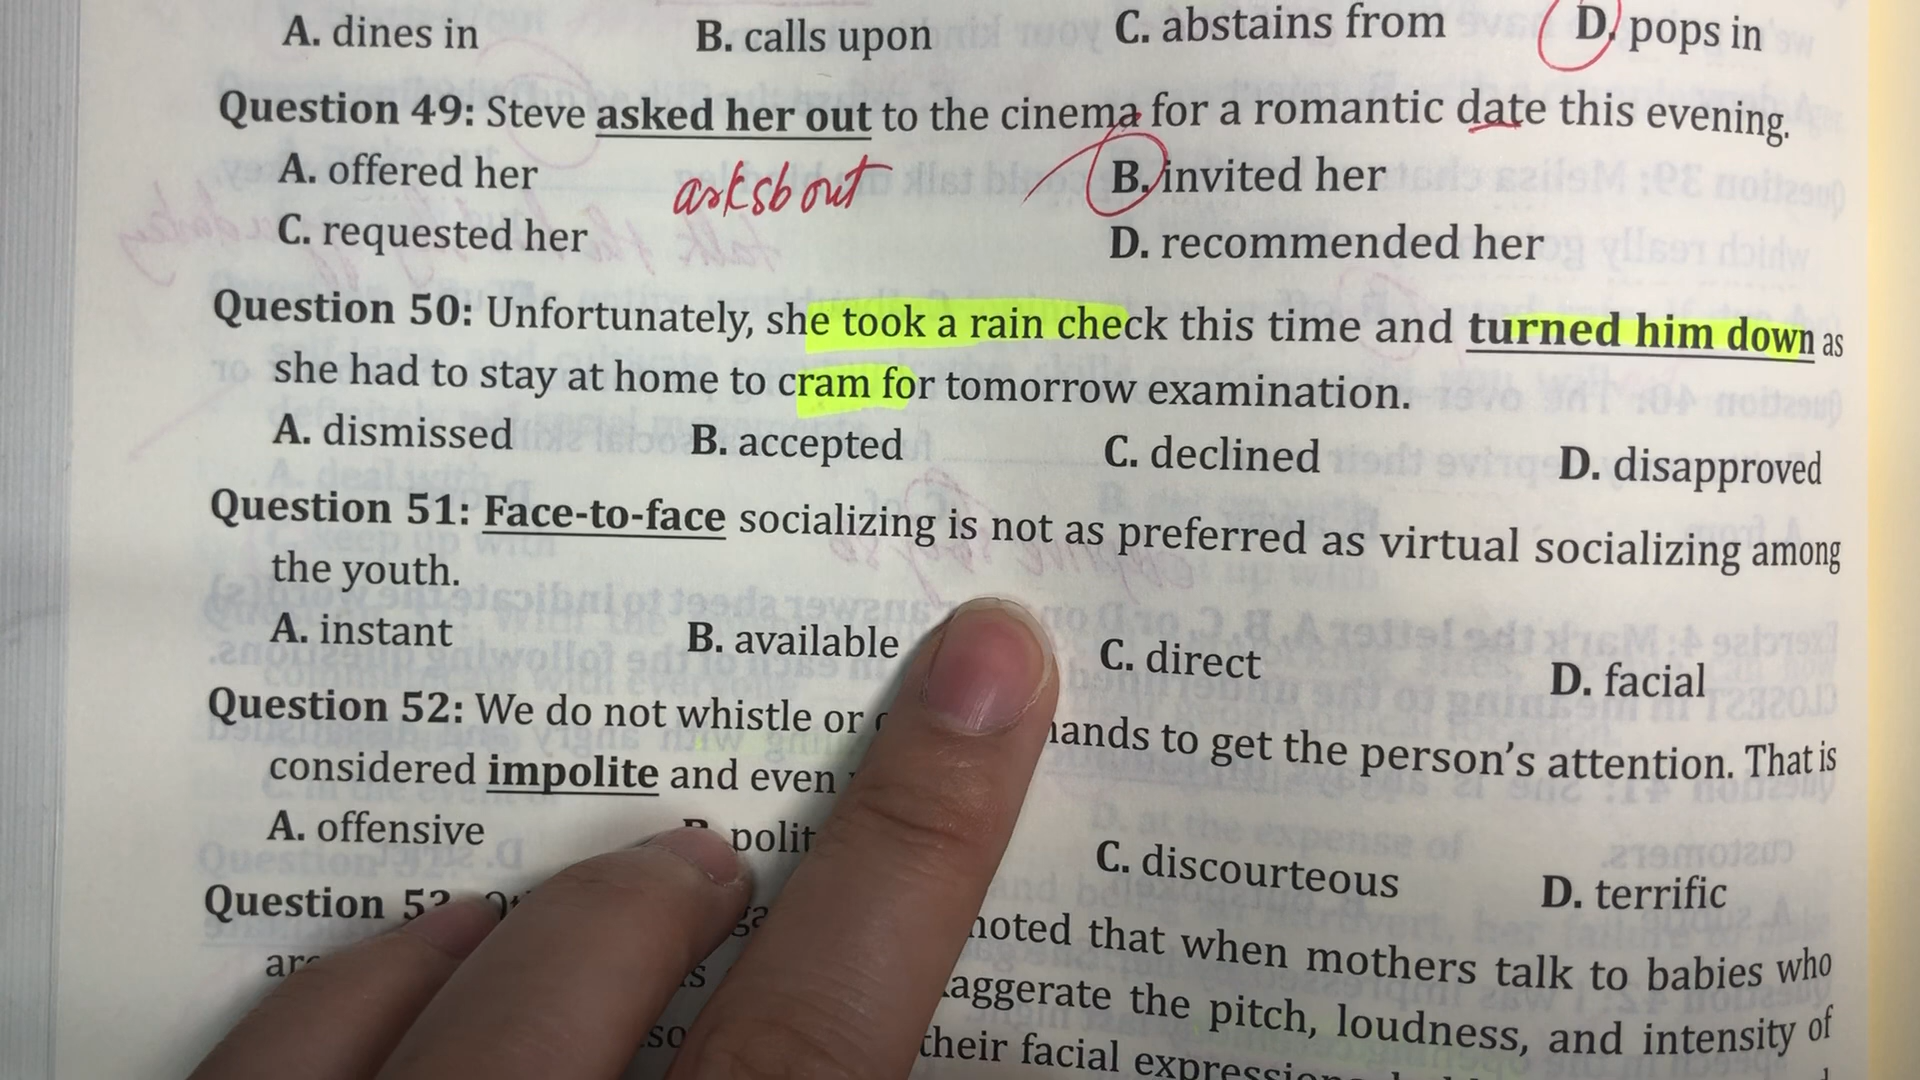 A. dines in B. calls upon C. abstains from D. pops in
Question 49: Steve asked her out to the cinema for a romantic date this evening.
A. offered her B. invited her
ask sb out
C. requested her D. recommended her
Question 50: Unfortunately, she took a rain check this time and turned him down as
she had to stay at home to cram for tomorrow examination.
A. dismissed B. accepted C. declined D. disapproved
Question 51: Face-to-face socializing is not as preferred as virtual socializing among
the youth.
A. instant B. available C. direct D. facial
Question 52: We do not whistle or to get the person's attention. That is
considered impolite and even
A. offensive C. discourteous D. terrific
Question noted that when mothers talk to babies who
the pitch, loudness, and intensity of
their facial